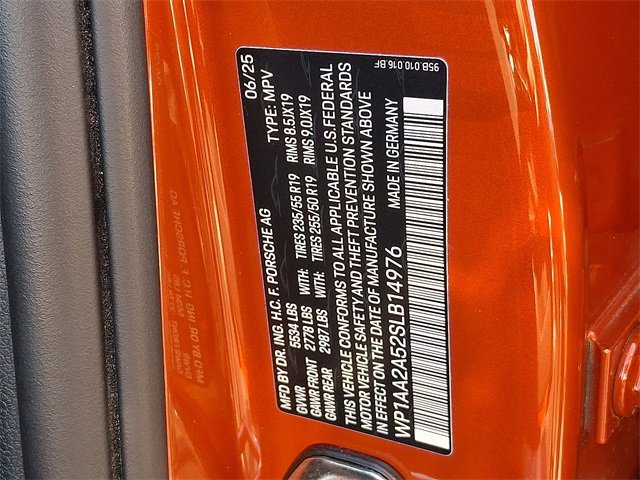 95B.010.016.BF
MFD BY DR. ING. H.C. F. PORSCHE AG 06/25
GVWR 5534 LBS TYPE: MPV
GAWR FRONT 2778 LBS WITH: TIRES 235/55 R19 RIMS 8.5JX19
GAWR REAR 2987 LBS WITH: TIRES 255/50 R19 RIMS 9.0JX19
THIS VEHICLE CONFORMS TO ALL APPLICABLE U.S.FEDERAL
MOTOR VEHICLE SAFETY AND THEFT PREVENTION STANDARDS
IN EFFECT ON THE DATE OF MANUFACTURE SHOWN ABOVE
MADE IN GERMANY
WP1AA2A52SLB14976